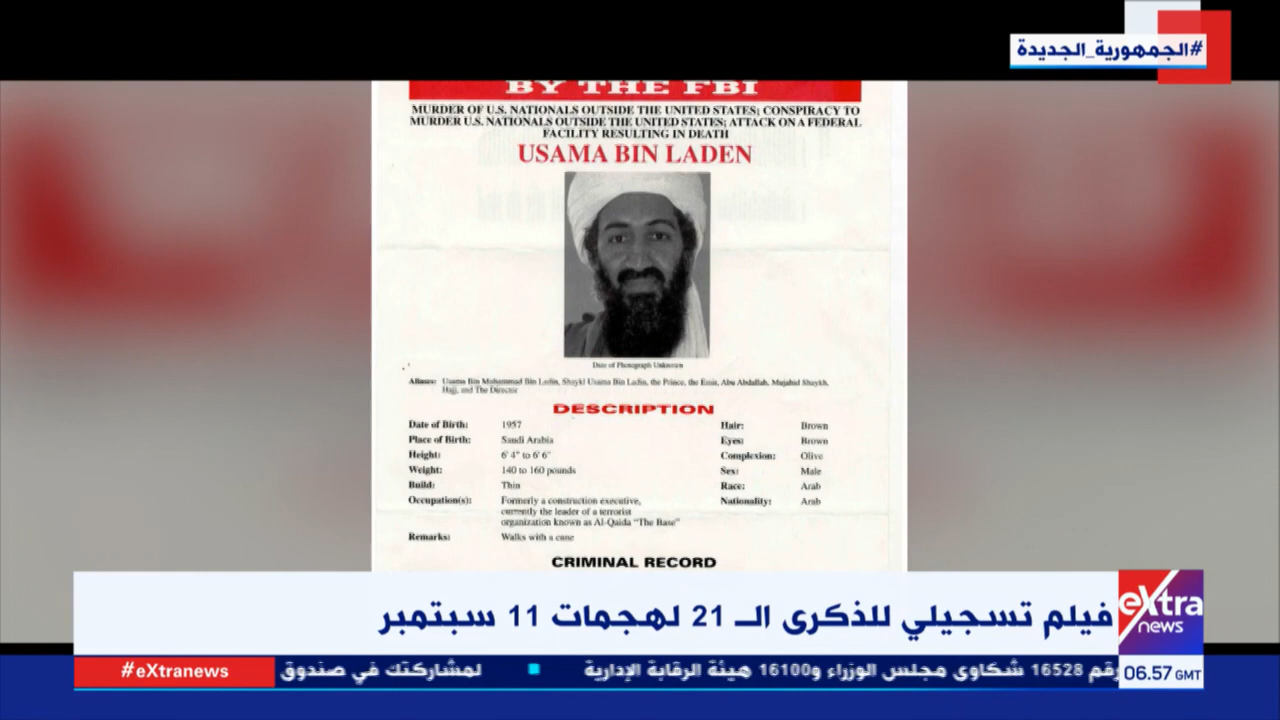 #الجمهورية_الجديدة
BY THE FBI
MURDER OF U.S. NATIONALS OUTSIDE THE UNITED STATES; CONSPIRACY TO
MURDER U.S. NATIONALS OUTSIDE THE UNITED STATES; ATTACK ON A FEDERAL
FACILITY RESULTING IN DEATH
USAMA BIN LADEN
Date of Photograph Unknown
Aliases: Usama Bin Muhammad Bin Ladin, Shaykh Usama Bin Ladin, the Prince, the Emir, Abu Abdallah, Mujahid Shaykh,
Hajj, and The Director
DESCRIPTION
Date of Birth: 1957 Hair: Brown
Place of Birth: Saudi Arabia Eyes: Brown
Height: 6' 4" to 6' 6" Complexion: Olive
Weight: 140 to 160 pounds Sex: Male
Build: Thin Race: Arab
Occupation(s): Formerly a construction executive, Nationality: Arab
currently the leader of a terrorist
organization known as Al-Qaida "The Base"
Remarks: Walks with a cane
CRIMINAL RECORD
فيلم تسجيلي للذكرى الـ 21 لهجمات 11 سبتمبر
eXtra
news
#eXtranews
رقم 16528 شكاوى مجلس الوزراء و16100 هيئة الرقابة الإدارية ■ لمشاركتك في صندوق
06.57 GMT